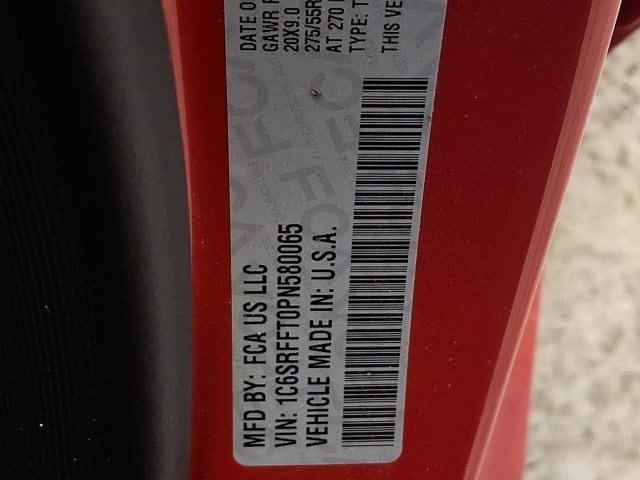 MFD BY: FCA US LLC
DATE OF
GAWR F
20X9.0
275/55R
AT 270
TYPE: T
VIN: 1C6SRFFT0PN580065
VEHICLE MADE IN: U.S.A.
THIS VE